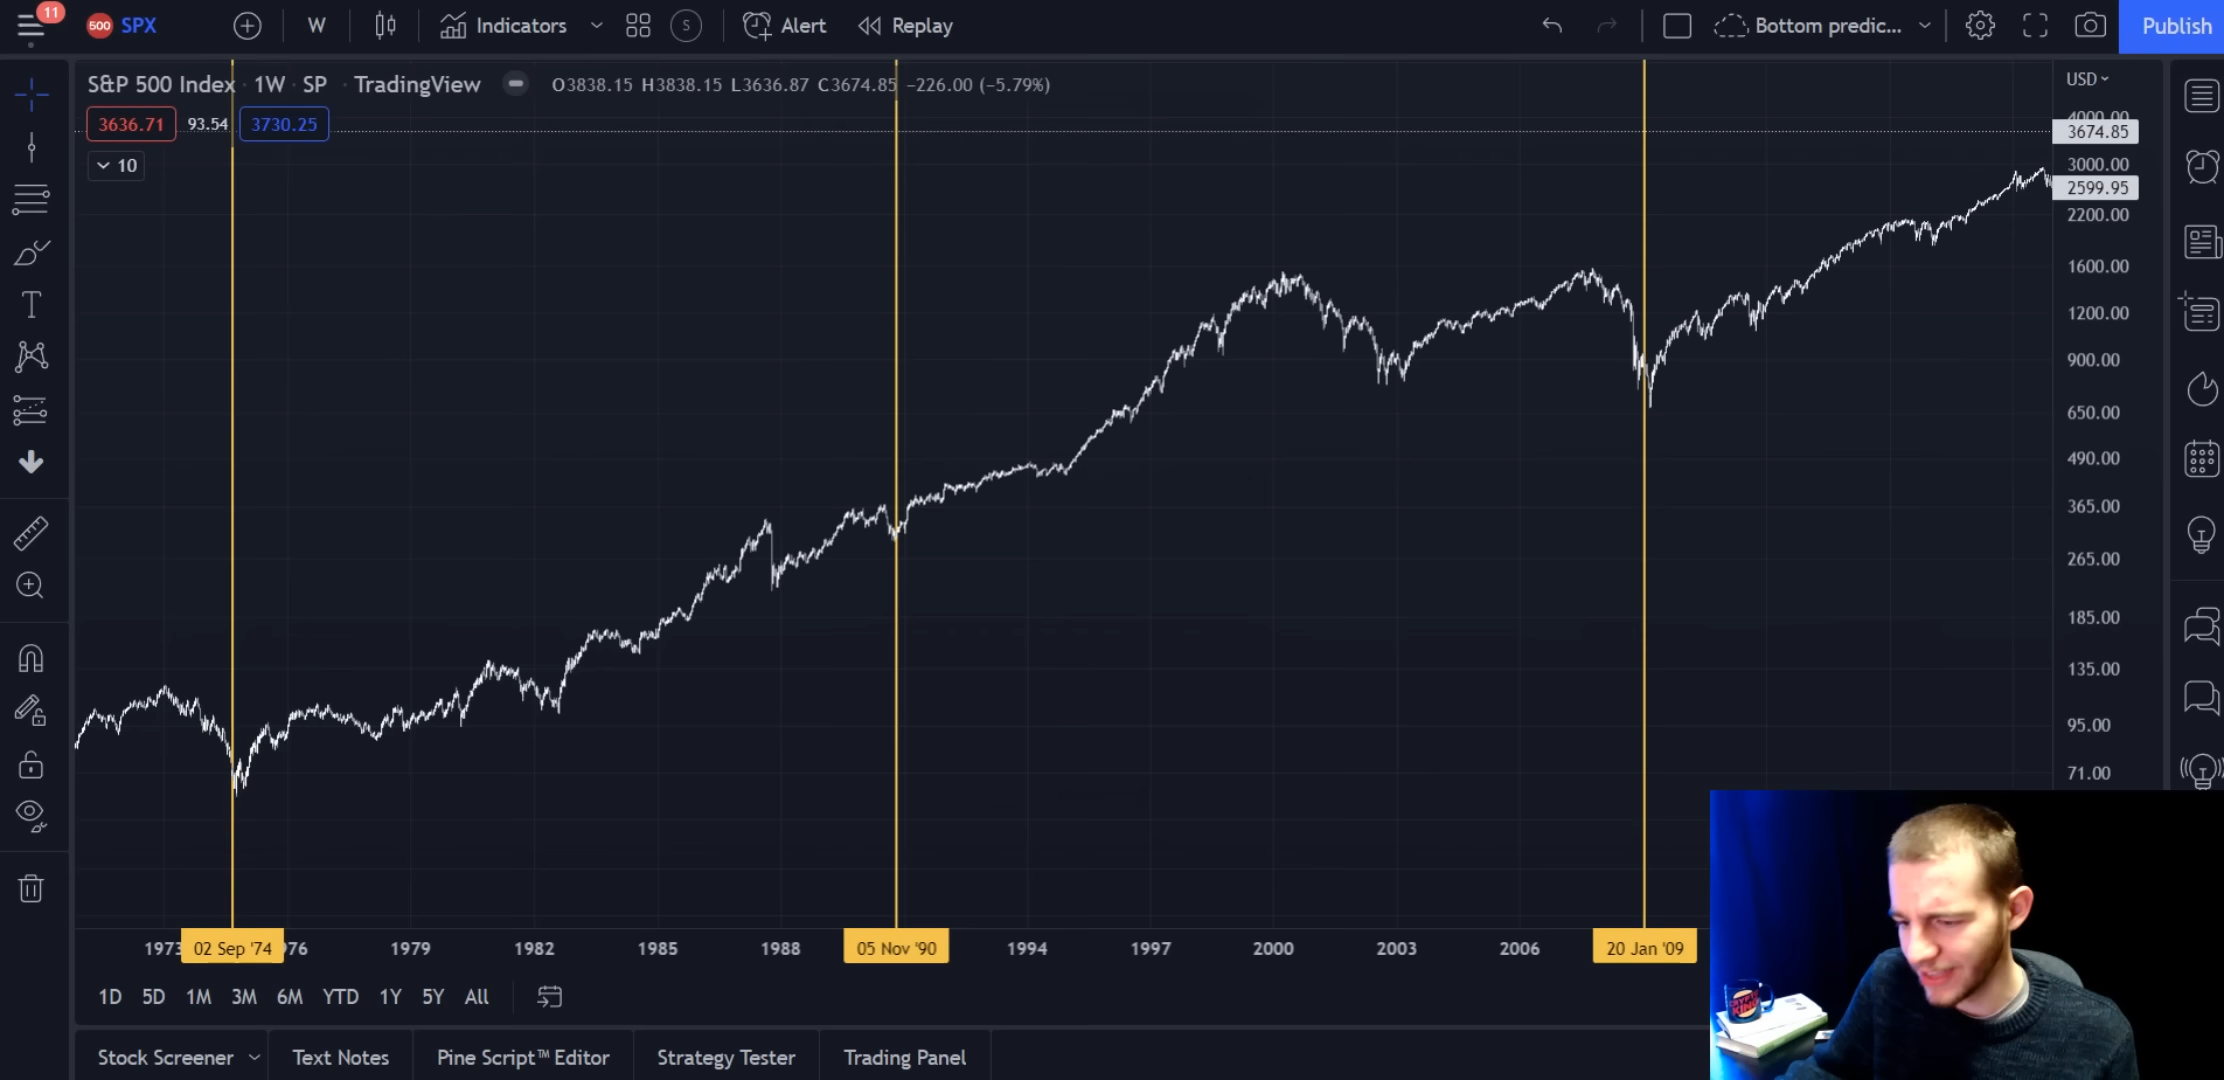 11
500 SPX W Indicators S Alert Replay Bottom predic... Publish
S&P 500 Index · 1W · SP · TradingView O3838.15 H3838.15 L3636.87 C3674.85 −226.00 (−5.79%)
USD
3636.71 93.54 3730.25
10
4000.00
3674.85
3000.00
2599.95
2200.00
1600.00
1200.00
900.00
650.00
490.00
365.00
265.00
185.00
135.00
95.00
71.00
1973 02 Sep '74 76 1979 1982 1985 1988 05 Nov '90 1994 1997 2000 2003 2006 20 Jan '09
1D 5D 1M 3M 6M YTD 1Y 5Y All
CRYPTO
KING
Stock Screener Text Notes Pine Script™ Editor Strategy Tester Trading Panel